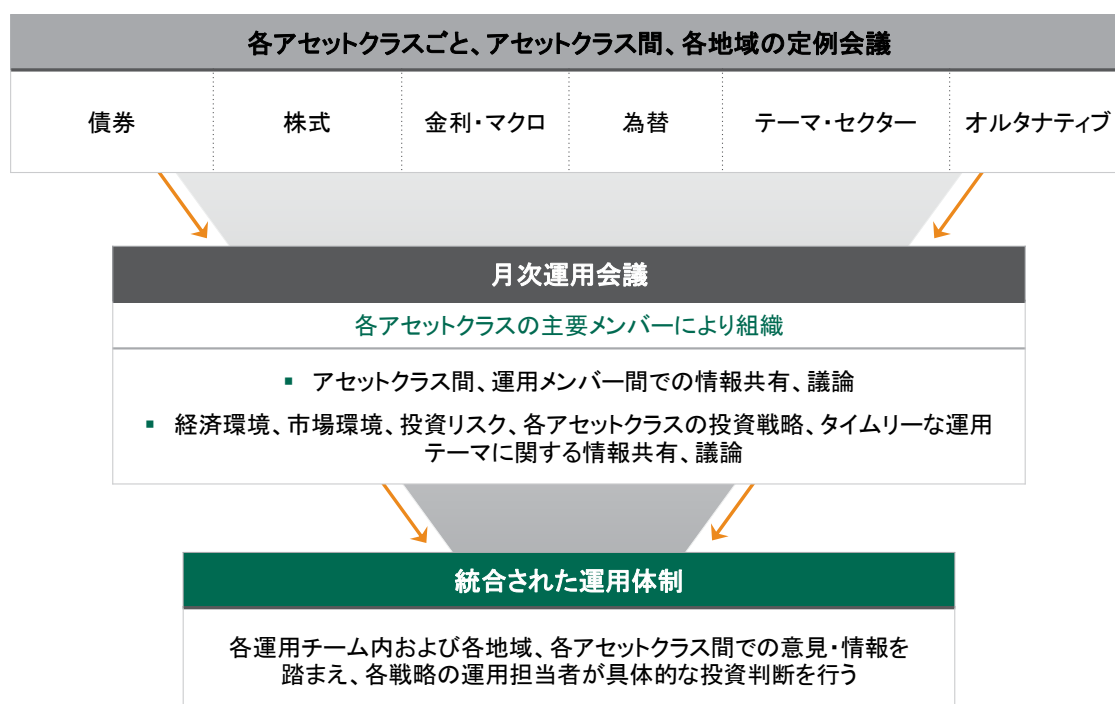 各アセットクラスごと、アセットクラス間、各地域の定例会議
債券
株式
金利・マクロ
為替
テーマ・セクター
オルタナティブ
月次運用会議
各アセットクラスの主要メンバーにより組織
▪ アセットクラス間、運用メンバー間での情報共有、議論
▪ 経済環境、市場環境、投資リスク、各アセットクラスの投資戦略、タイムリーな運用
テーマに関する情報共有、議論
統合された運用体制
各運用チーム内および各地域、各アセットクラス間での意見・情報を
踏まえ、各戦略の運用担当者が具体的な投資判断を行う